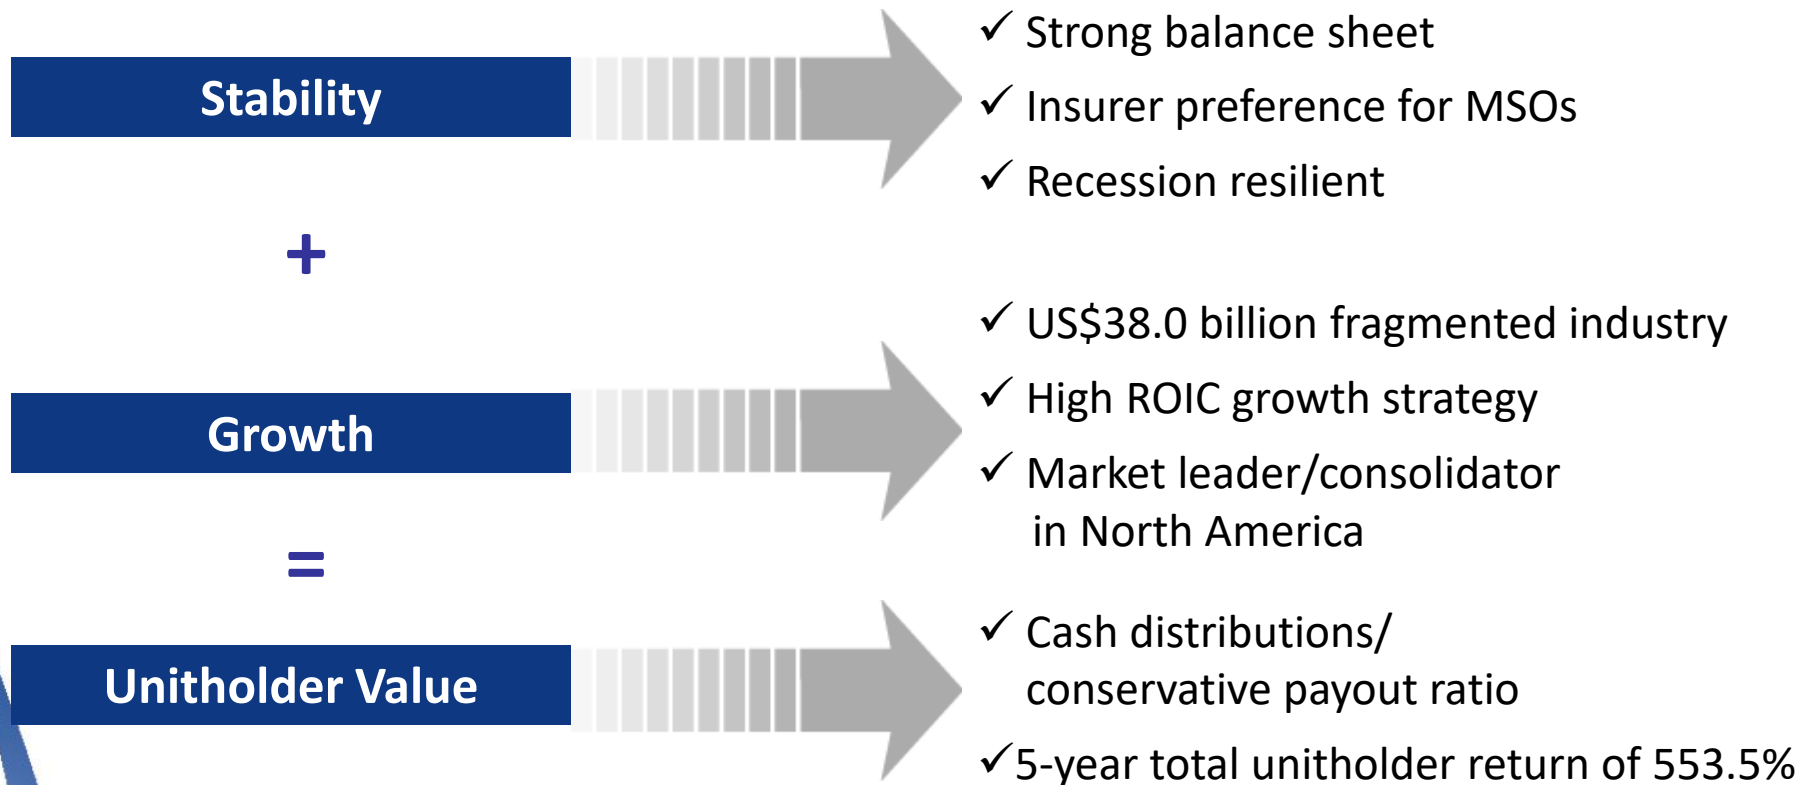 Stability
✓ Strong balance sheet
✓ Insurer preference for MSOs
✓ Recession resilient
+
Growth
✓ US$38.0 billion fragmented industry
✓ High ROIC growth strategy
✓ Market leader/consolidator
in North America
=
Unitholder Value
✓ Cash distributions/
conservative payout ratio
✓5-year total unitholder return of 553.5%